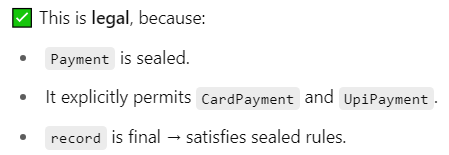 ✅ This is legal, because:
• Payment is sealed.
• It explicitly permits CardPayment and UpiPayment.
• record is final → satisfies sealed rules.